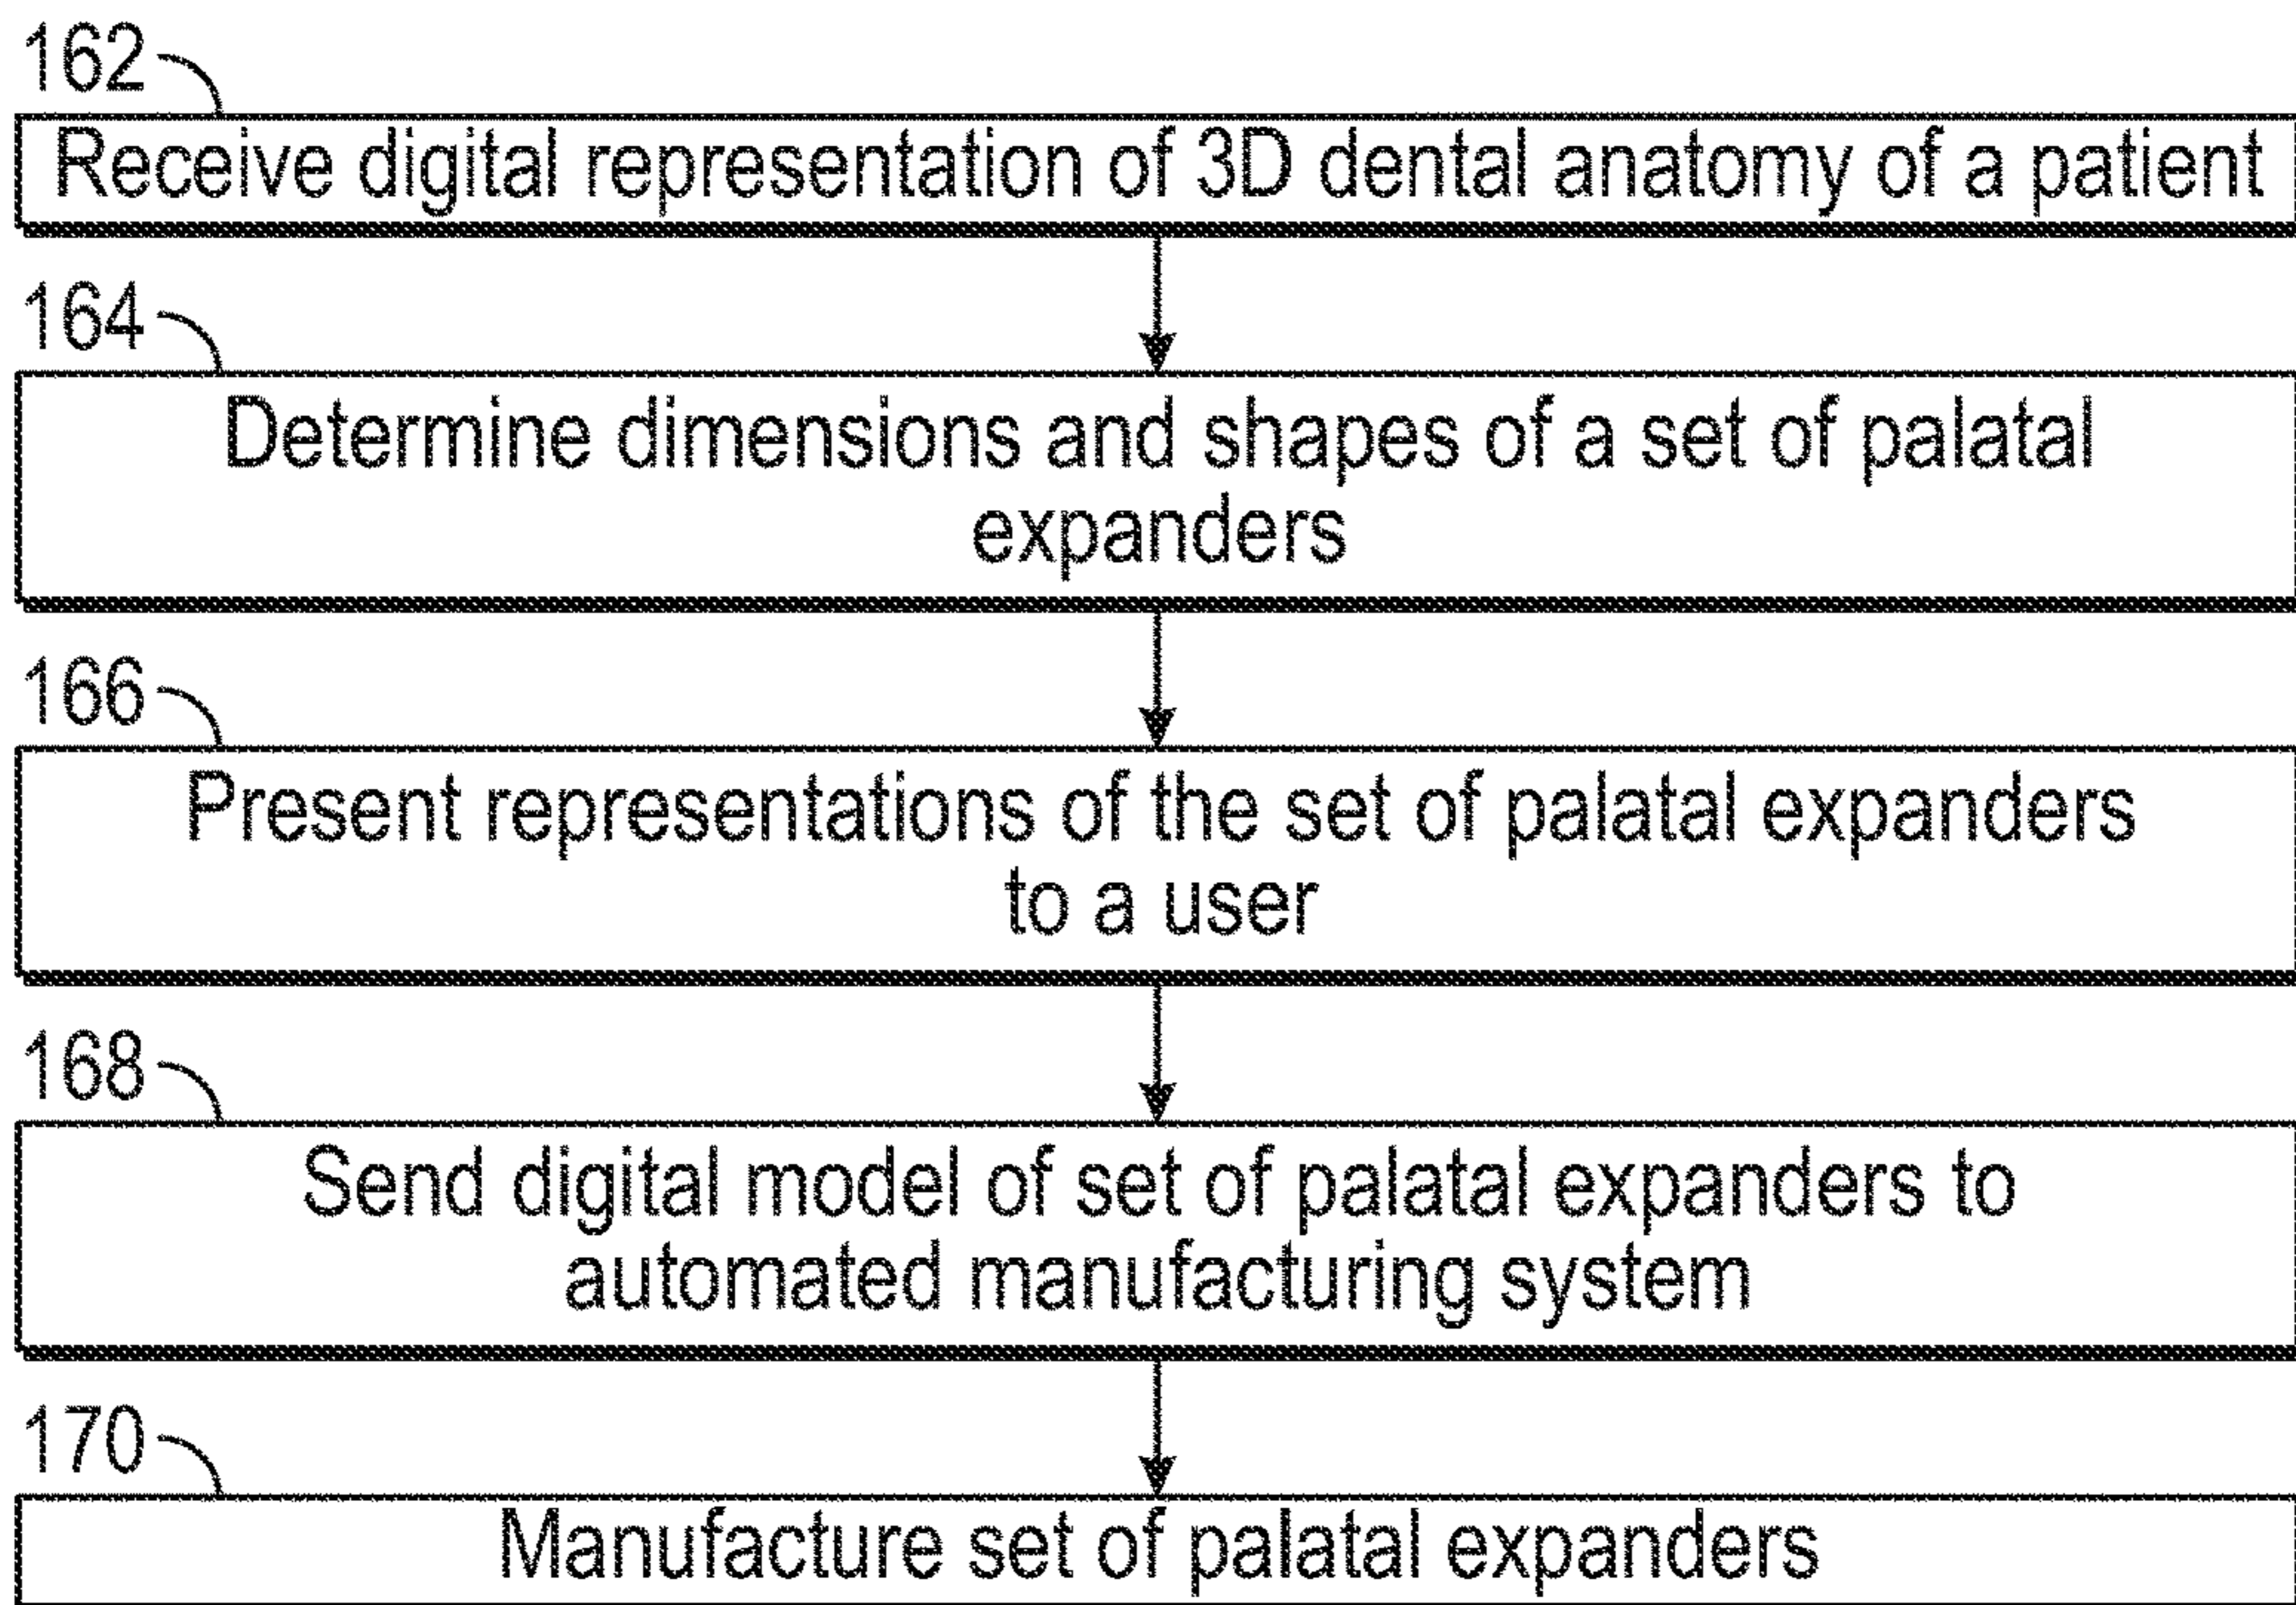 162
Receive digital representation of 3D dental anatomy of a patient
164
Determine dimensions and shapes of a set of palatal
expanders
166
Present representations of the set of palatal expanders
to a user
168
Send digital model of set of palatal expanders to
automated manufacturing system
170
Manufacture set of palatal expanders